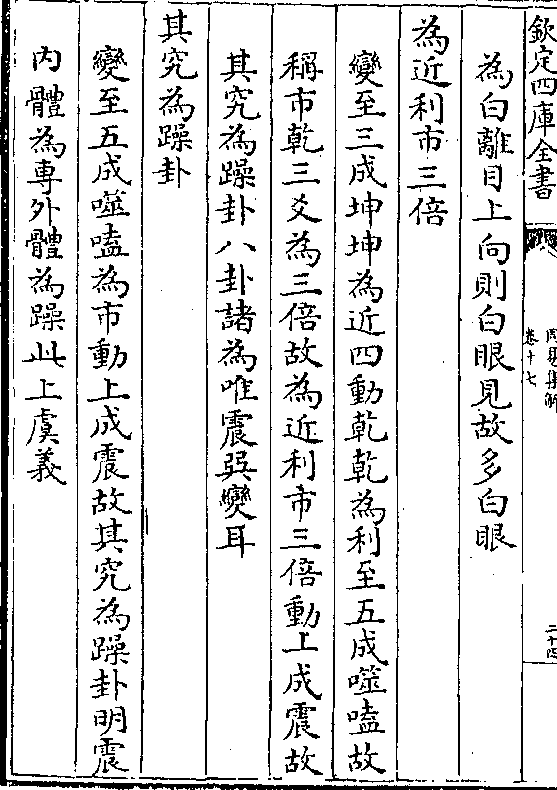 欽定四庫全書
周易集解
卷十七
二十四
為白離目上向則白眼見故多白眼
為近利市三倍
變至三成坤坤為近四動乾乾為利至五成噬嗑故
稱市乾三爻為三倍故為近利市三倍動上成震故
其究為躁卦八卦諸為唯震㢲變耳
其究為躁卦
變至五成噬嗑為市動上成震故其究為躁卦明震
内體為専外體為躁此上虞義